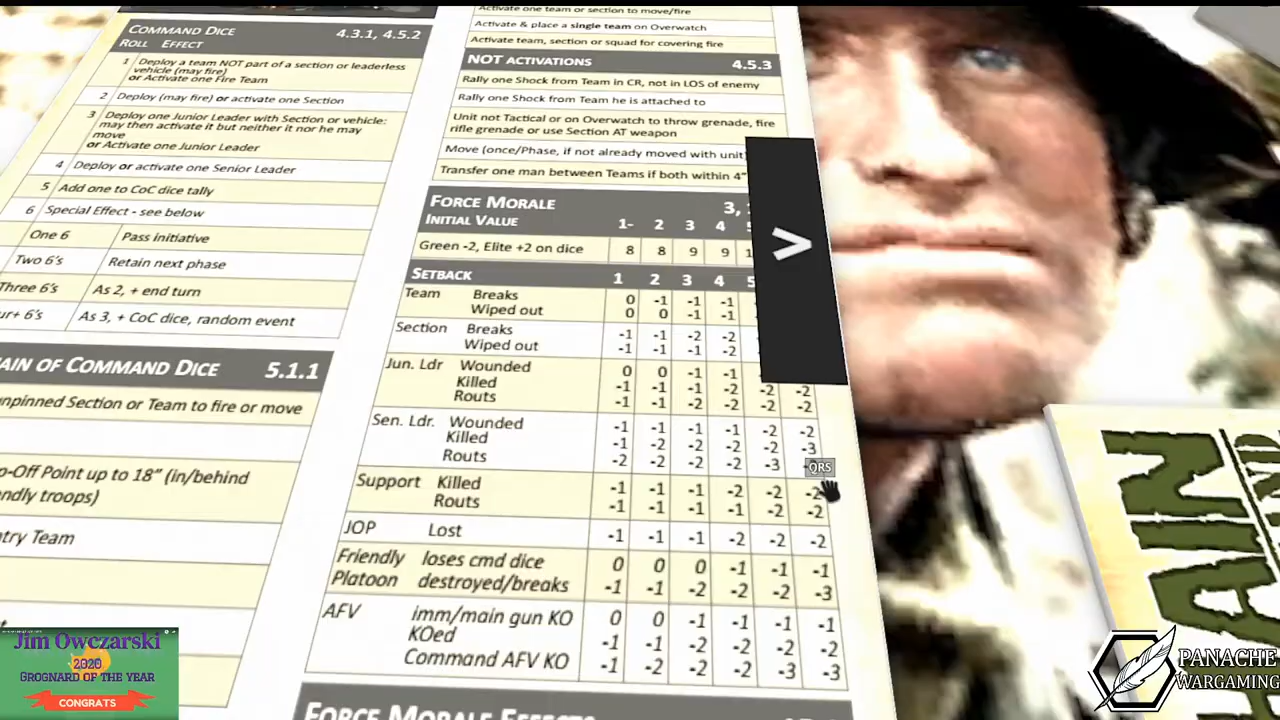 COMMAND DICE 4.3.1, 4.5.2
ROLL EFFECT
1 Deploy a team NOT part of a section or leaderless
vehicle (may fire)
or Activate one Fire Team
2 Deploy (may fire) or activate one Section
3 Deploy one Junior Leader with Section or vehicle:
may then activate it but neither it nor he may
move
or Activate one Junior Leader
4 Deploy or activate one Senior Leader
5 Add one to CoC dice tally
6 Special Effect - see below
One 6 Pass initiative
Two 6's Retain next phase
Three 6's As 2, + end turn
ur+ 6's As 3, + CoC dice, random event
AIN OF COMMAND DICE 5.1.1
npinned Section or Team to fire or move
p-Off Point up to 18" (in/behind
ndly troops)
try Team
Activate one team or section to move/fire
Activate & place a single team on Overwatch
Activate team, section or squad for covering fire
NOT ACTIVATIONS 4.5.3
Rally one Shock from Team in CR, not in LOS of enemy
Rally one Shock from Team he is attached to
Unit not Tactical or on Overwatch to throw grenade, fire
rifle grenade or use Section AT weapon
Move (once/Phase, if not already moved with unit)
Transfer one man between Teams if both within 4"
FORCE MORALE 3,
INITIAL VALUE 1- 2 3 4
Green -2, Elite +2 on dice 8 8 9 9 1
SETBACK 1 2 3 4 5
Team Breaks 0 -1 -1 -1
Wiped out 0 0 -1 -1
Section Breaks -1 -1 -2 -2
Wiped out -1 -1 -1 -2
Jun. Ldr Wounded 0 0 -1 -1
Killed -1 -1 -1 -2 -2 -2
Routs -1 -1 -2 -2 -2 -2
Sen. Ldr. Wounded -1 -1 -1 -1 -2 -2
Killed -1 -2 -2 -2 -2 -3
Routs -2 -2 -2 -2 -3
Support Killed -1 -1 -1 -2 -2 -2
Routs -1 -1 -1 -1 -2 -2
JOP Lost -1 -1 -1 -2 -2 -2
Friendly loses cmd dice 0 0 0 -1 -1 -1
Platoon destroyed/breaks -1 -1 -2 -2 -2 -3
AFV imm/main gun KO 0 0 -1 -1 -1 -1
KOed -1 -1 -2 -2 -2 -2
Command AFV KO -1 -2 -2 -2 -3 -3
FORCE MORALE EFFECTS
>
QRS
AIN
Jim Owczarski
2020
GROGNARD OF THE YEAR
CONGRATS
PANACHE
WARGAMING